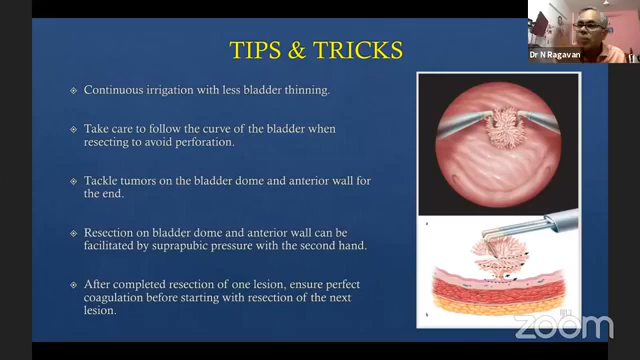 Dr N Ragavan
TIPS & TRICKS
Continuous irrigation with less bladder thinning.
Take care to follow the curve of the bladder when
resecting to avoid perforation.
Tackle tumors on the bladder dome and anterior wall for
the end.
Resection on bladder dome and anterior wall can be
facilitated by suprapubic pressure with the second hand.
After completed resection of one lesion, ensure perfect
coagulation before starting with resection of the next
lesion.
a
b
zoom